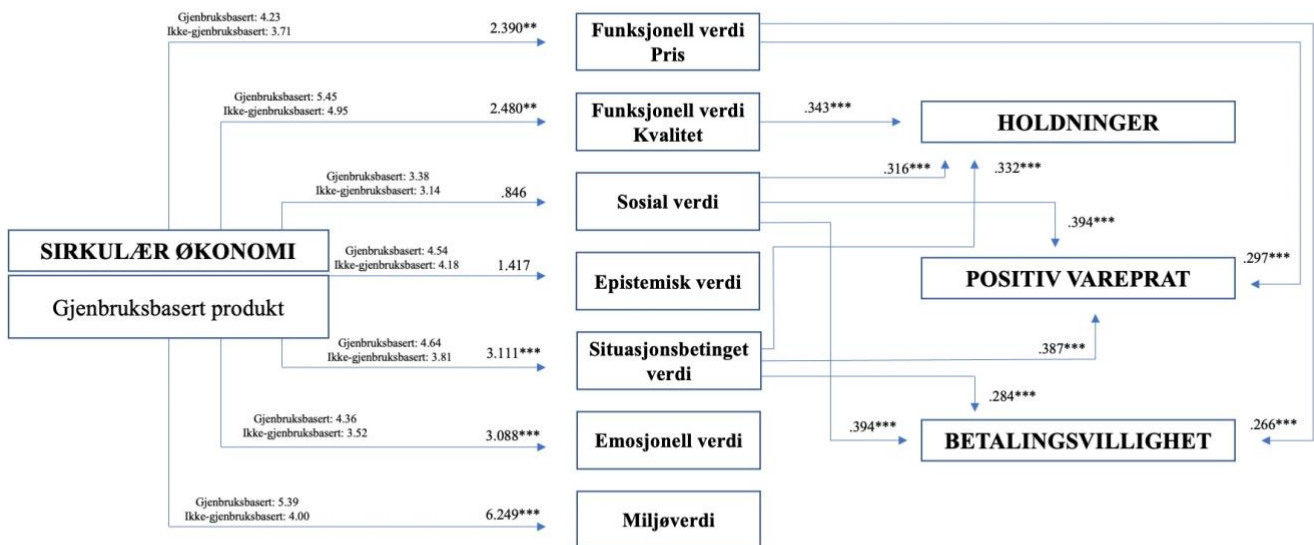 Gjenbruksbasert: 4.23
Ikke-gjenbruksbasert: 3.71
2.390**
Funksjonell verdi
Pris
Gjenbruksbasert: 5.45
Ikke-gjenbruksbasert: 4.95
2.480**
Funksjonell verdi
Kvalitet
.343***
HOLDNINGER
Gjenbruksbasert: 3.38
Ikke-gjenbruksbasert: 3.14
.846
Sosial verdi
.316***
.332***
.394***
SIRKULÆR ØKONOMI
Gjenbruksbasert produkt
Gjenbruksbasert: 4.54
Ikke-gjenbruksbasert: 4.18
1.417
Epistemisk verdi
POSITIV VAREPRAT
.297***
Gjenbruksbasert: 4.64
Ikke-gjenbruksbasert: 3.81
3.111***
Situasjonsbetinget
verdi
.387***
.284***
Gjenbruksbasert: 4.36
Ikke-gjenbruksbasert: 3.52
3.088***
Emosjonell verdi
.394***
BETALINGSVILLIGHET
.266***
Gjenbruksbasert: 5.39
Ikke-gjenbruksbasert: 4.00
6.249***
Miljøverdi